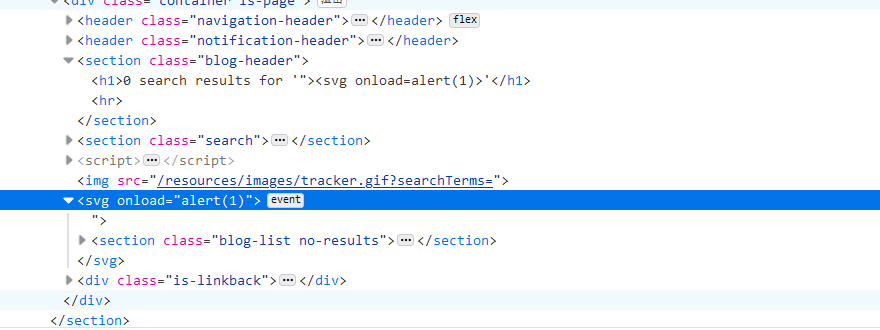 <div class="container is-page"> 溢出
<header class="navigation-header"> ••• </header> flex
<header class="notification-header"> ••• </header>
<section class="blog-header">
<h1>0 search results for '"><svg onload=alert(1)>'</h1>
<hr>
</section>
<section class="search"> ••• </section>
<script> ••• </script>
<img src="/resources/images/tracker.gif?searchTerms=">
<svg onload="alert(1)"> event
">
<section class="blog-list no-results"> ••• </section>
</svg>
<div class="is-linkback"> ••• </div>
</div>
</section>